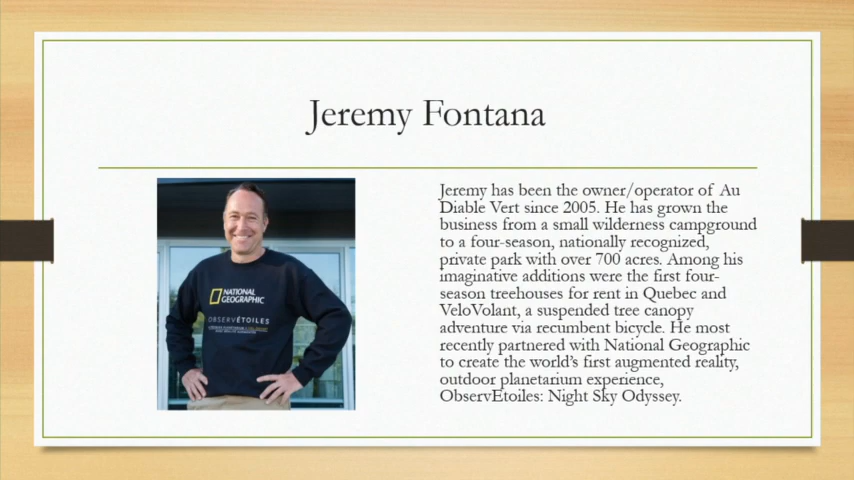 Jeremy Fontana
NATIONAL
GEOGRAPHIC
OBSERVÉTOILES
Jeremy has been the owner/operator of Au
Diable Vert since 2005. He has grown the
business from a small wilderness campground
to a four-season, nationally recognized,
private park with over 700 acres. Among his
imaginative additions were the first four-
season treehouses for rent in Quebec and
VeloVolant, a suspended tree canopy
adventure via recumbent bicycle. He most
recently partnered with National Geographic
to create the world's first augmented reality,
outdoor planetarium experience,
ObservEtoiles: Night Sky Odyssey.